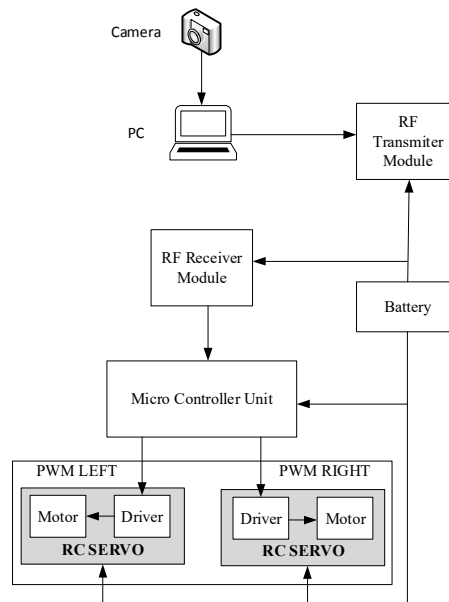 Camera
PC
RF
Transmiter
Module
RF Receiver
Module
Battery
Micro Controller Unit
PWM LEFT
PWM RIGHT
Motor
Driver
RC SERVO
Driver
Motor
RC SERVO